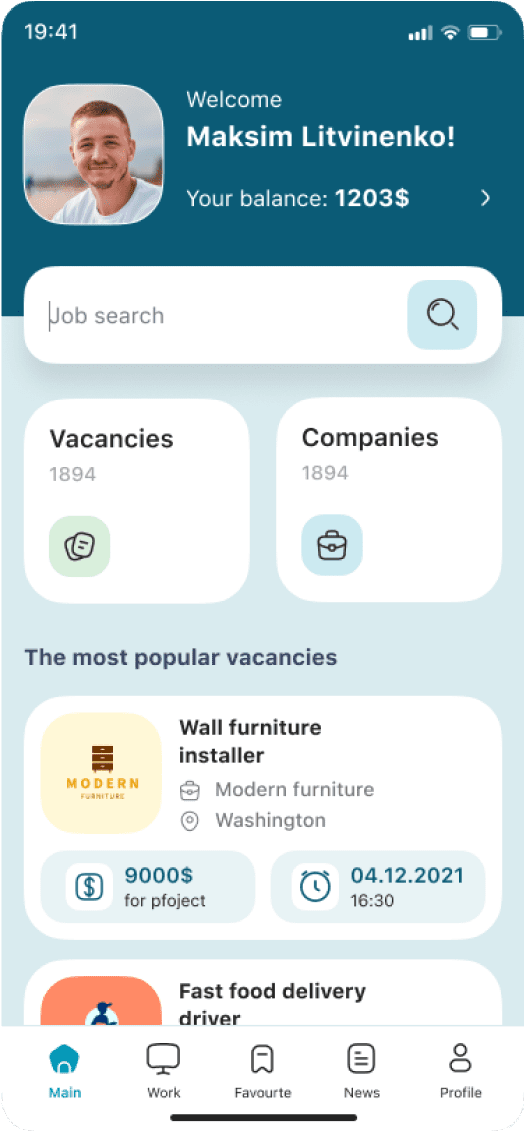 19:41
Welcome
Maksim Litvinenko!
Your balance: 1203$
Job search
Vacancies
1894
Companies
1894
The most popular vacancies
MODERN
FURNITURE
Wall furniture
installer
Modern furniture
Washington
9000$
for pfoject
04.12.2021
16:30
Fast food delivery
driver
Main
Work
Favourte
News
Profile